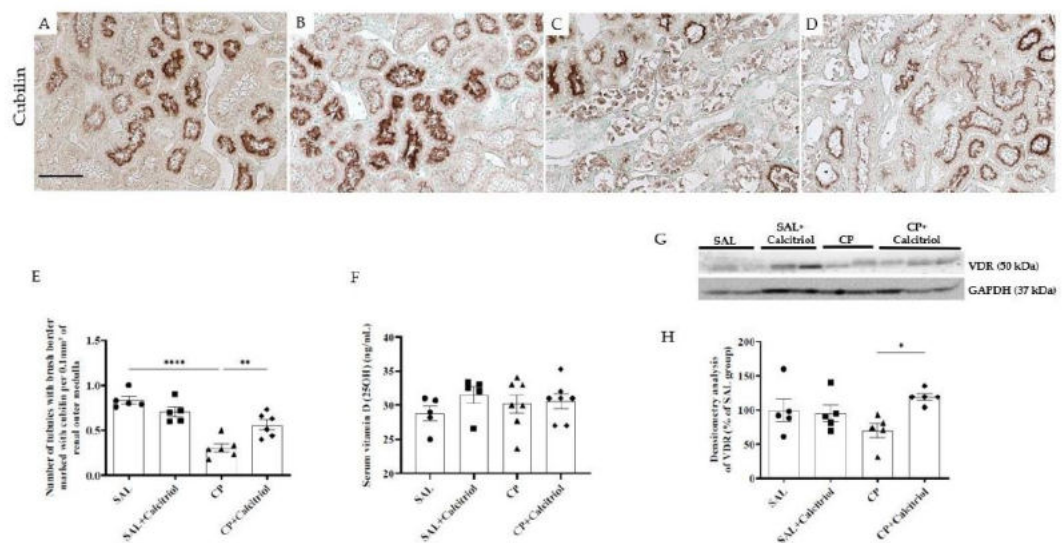 A
B
C
D
Cubilin
G
SAL
SAL+
Calcitriol
CP
CP+
Calcitriol
VDR (50 kDa)
GAPDH (37 kDa)
E
Number of tubules with brush border
marked with cubilin per 0,1mm² of
renal outer medulla
1.5
1.0
0.5
0.0
****
**
SAL
SAL+Calcitriol
CP
CP+Calcitriol
F
Serum vitamin D (25OH) (ng/mL)
40
35
30
25
20
SAL
SAL+Calcitriol
CP
CP+Calcitriol
H
Densitometry analysis
of VDR (% of SAL group)
200
150
100
50
0
*
SAL
SAL+Calcitriol
CP
CP+Calcitriol